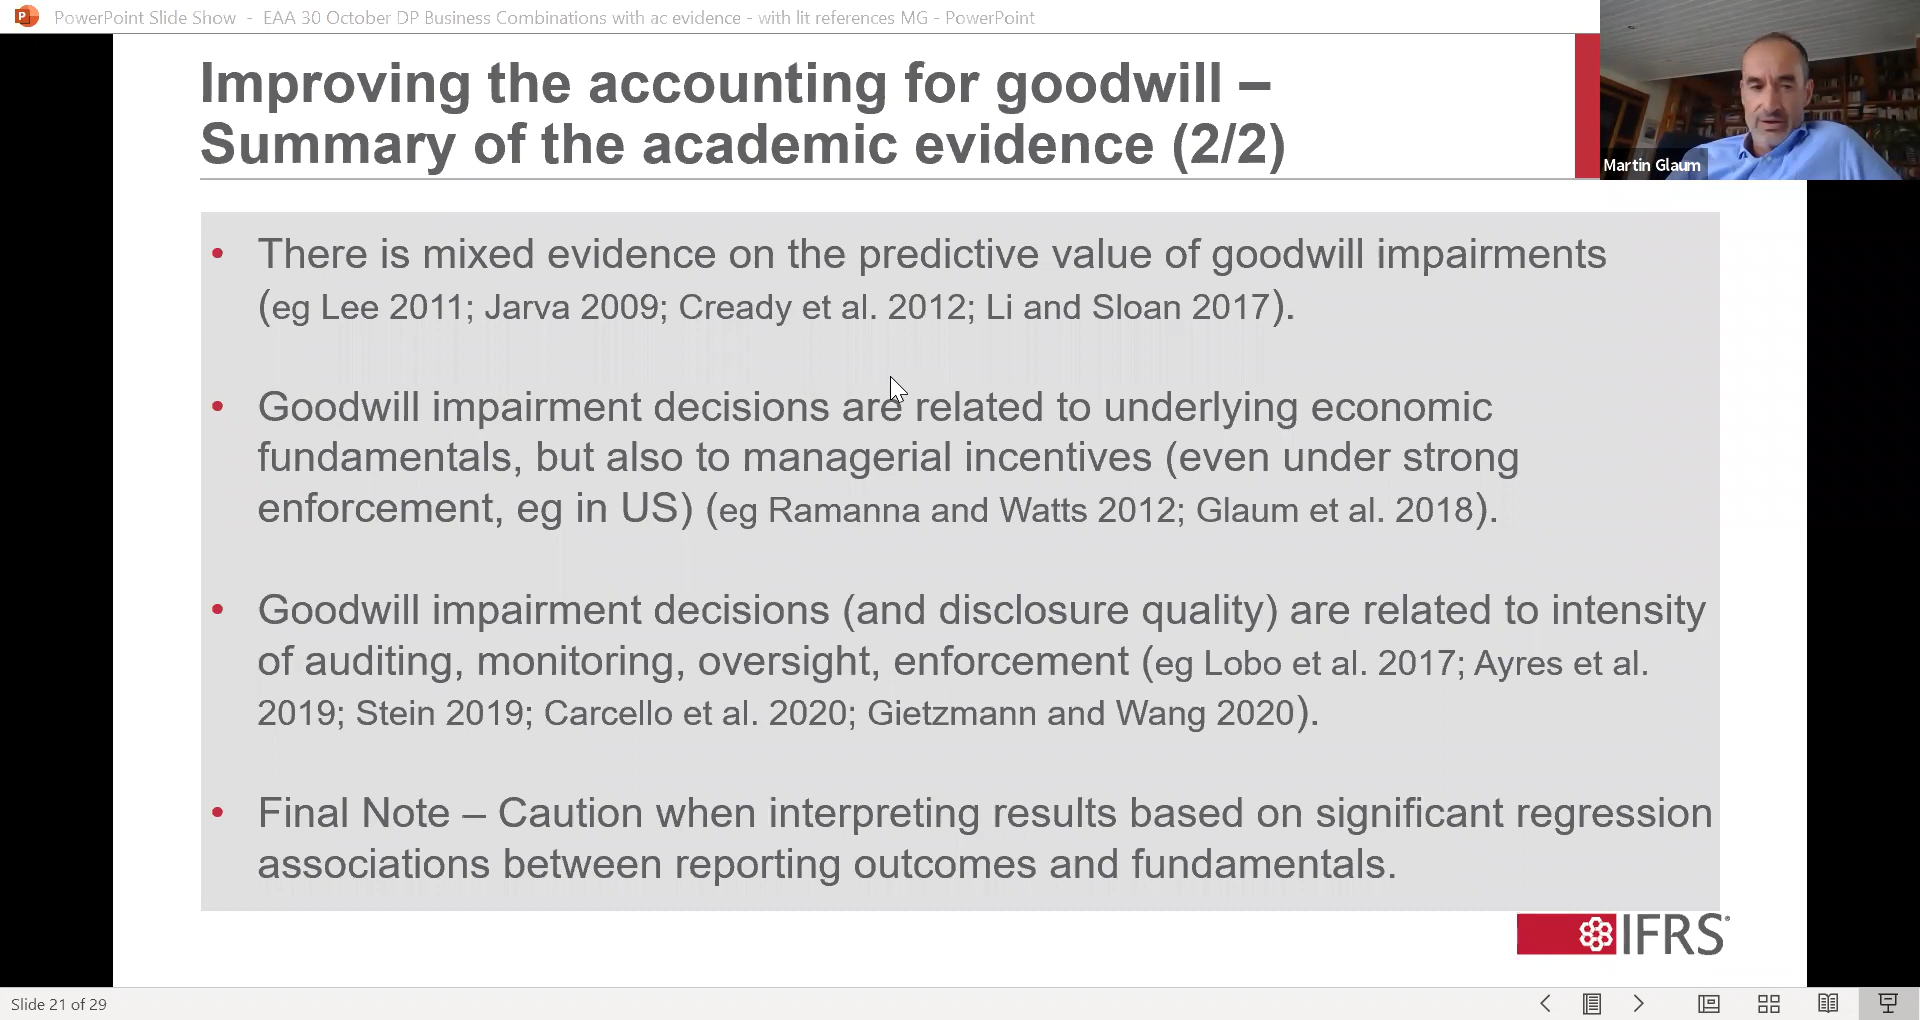 PowerPoint Slide Show - EAA 30 October DP Business Combinations with ac evidence - with lit references MG - PowerPoint
Improving the accounting for goodwill –
Summary of the academic evidence (2/2)
Martin Glaum
• There is mixed evidence on the predictive value of goodwill impairments
(eg Lee 2011; Jarva 2009; Cready et al. 2012; Li and Sloan 2017).
• Goodwill impairment decisions are related to underlying economic
fundamentals, but also to managerial incentives (even under strong
enforcement, eg in US) (eg Ramanna and Watts 2012; Glaum et al. 2018).
• Goodwill impairment decisions (and disclosure quality) are related to intensity
of auditing, monitoring, oversight, enforcement (eg Lobo et al. 2017; Ayres et al.
2019; Stein 2019; Carcello et al. 2020; Gietzmann and Wang 2020).
• Final Note – Caution when interpreting results based on significant regression
associations between reporting outcomes and fundamentals.
IFRS®
Slide 21 of 29